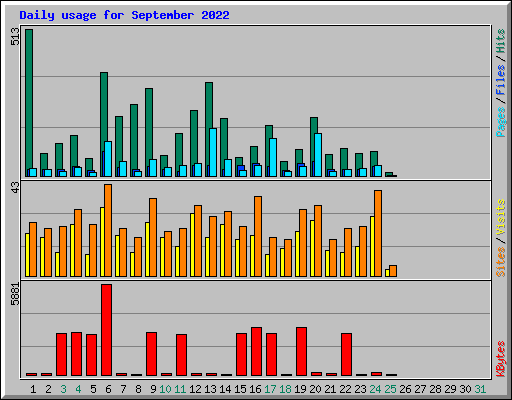 Daily usage for September 2022
513
Pages / Files / Hits
43
Sites / Visits
5881
KBytes
1 2 3 4 5 6 7 8 9 10 11 12 13 14 15 16 17 18 19 20 21 22 23 24 25 26 27 28 29 30 31